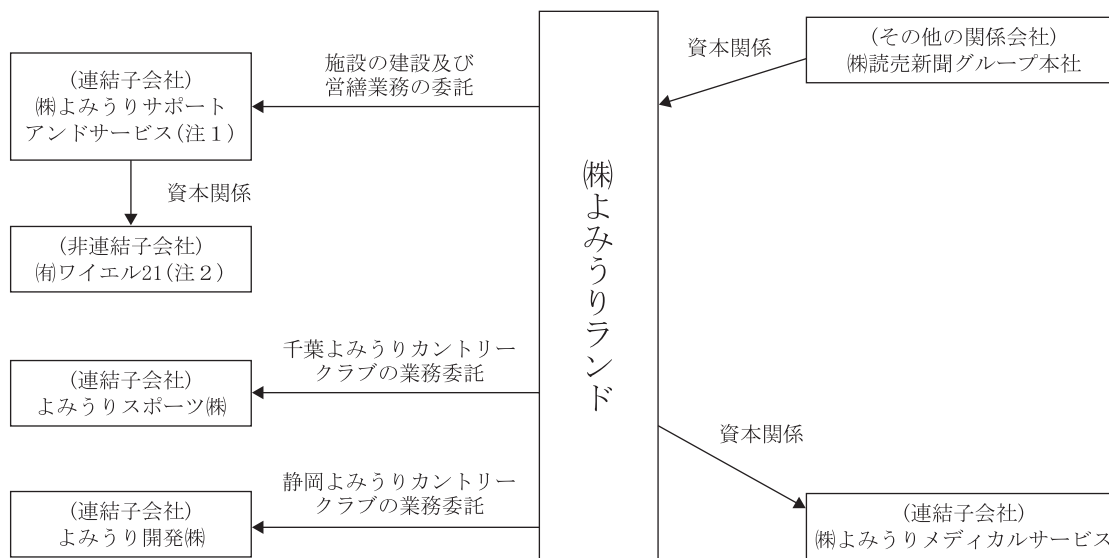 (連結子会社)
㈱よみうりサポート
アンドサービス(注1)
施設の建設及び
営繕業務の委託
資本関係
(非連結子会社)
㈲ワイエル21(注2)
千葉よみうりカントリー
クラブの業務委託
(連結子会社)
よみうりスポーツ㈱
静岡よみうりカントリー
クラブの業務委託
(連結子会社)
よみうり開発㈱
㈱よみうりランド
資本関係
(その他の関係会社)
㈱読売新聞グループ本社
資本関係
(連結子会社)
㈱よみうりメディカルサービス